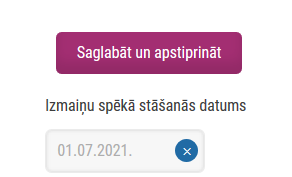 Saglabāt un apstiprināt
Izmaiņu spēkā stāšanās datums
01.07.2021.